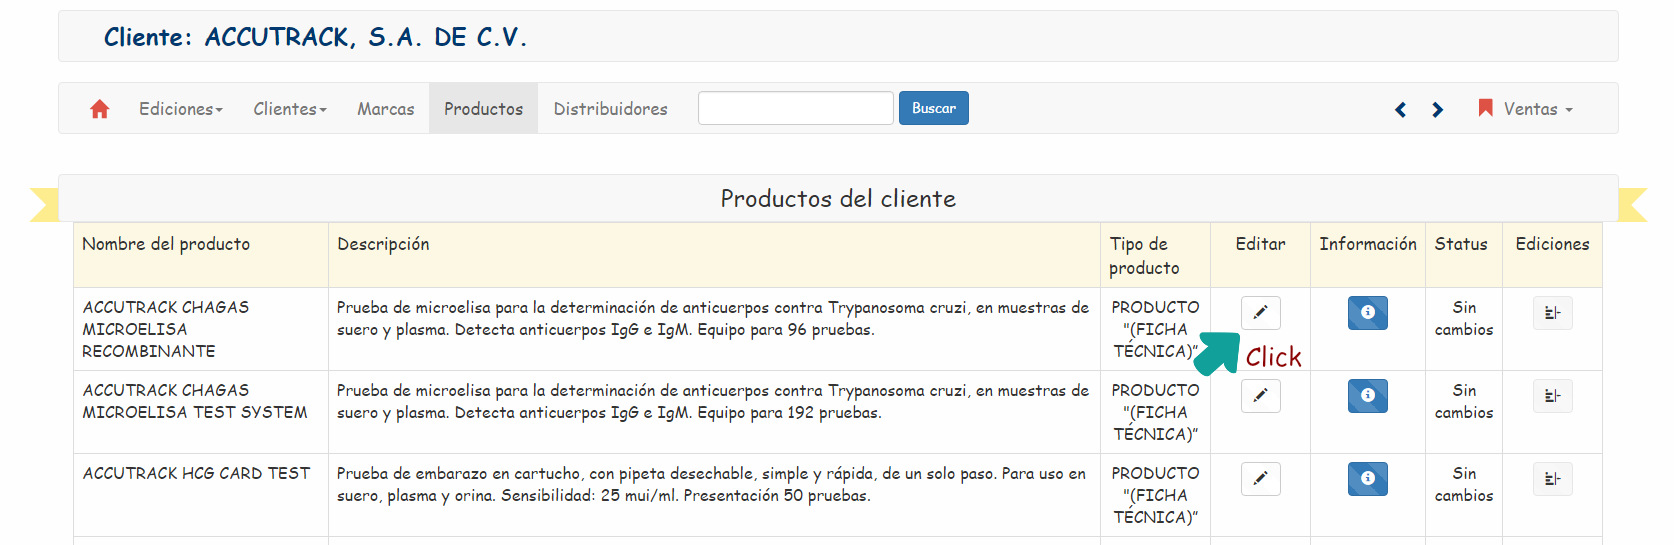 Cliente: ACCUTRACK, S.A. DE C.V.
Ediciones Clientes Marcas Productos Distribuidores Buscar Ventas
Productos del cliente
Nombre del producto Descripción Tipo de producto Editar Información Status Ediciones
ACCUTRACK CHAGAS
MICROELISA
RECOMBINANTE
Prueba de microelisa para la determinación de anticuerpos contra Trypanosoma cruzi, en muestras de
suero y plasma. Detecta anticuerpos IgG e IgM. Equipo para 96 pruebas.
PRODUCTO
"(FICHA
TÉCNICA)"
Sin
cambios
Click
ACCUTRACK CHAGAS
MICROELISA TEST SYSTEM
Prueba de microelisa para la determinación de anticuerpos contra Trypanosoma cruzi, en muestras de
suero y plasma. Detecta anticuerpos IgG e IgM. Equipo para 192 pruebas.
PRODUCTO
"(FICHA
TÉCNICA)"
Sin
cambios
ACCUTRACK HCG CARD TEST
Prueba de embarazo en cartucho, con pipeta desechable, simple y rápida, de un solo paso. Para uso en
suero, plasma y orina. Sensibilidad: 25 mui/ml. Presentación 50 pruebas.
PRODUCTO
"(FICHA
TÉCNICA)"
Sin
cambios